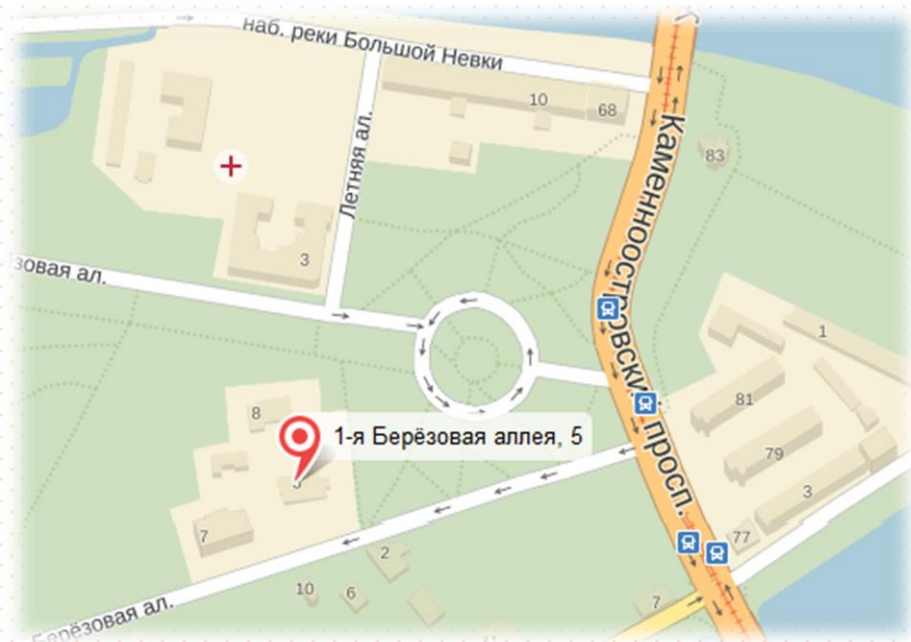 наб. реки Большой Невки
10
68
Летняя ал.
83
Каменноостровский просп.
3
зовая ал.
1
8
1-я Берёзовая аллея, 5
81
79
3
7
77
2
10
6
7
Берёзовая ал.